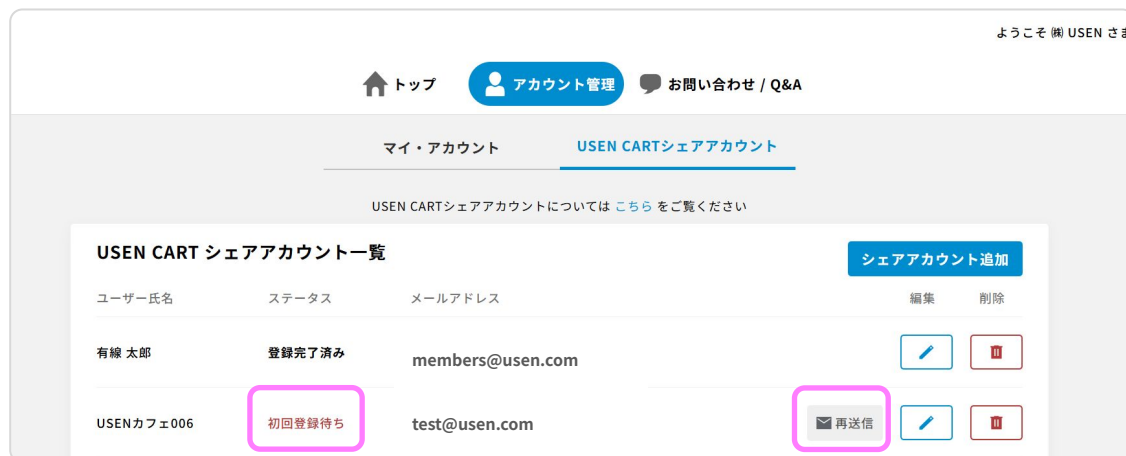 ようこそ ㈱ USEN さま
トップ アカウント管理 お問い合わせ / Q&A
マイ・アカウント USEN CARTシェアアカウント
USEN CARTシェアアカウントについては こちら をご覧ください
USEN CART シェアアカウント一覧 シェアアカウント追加
ユーザー氏名 ステータス メールアドレス 編集 削除
有線 太郎 登録完了済み members@usen.com
USENカフェ006 初回登録待ち test@usen.com 再送信